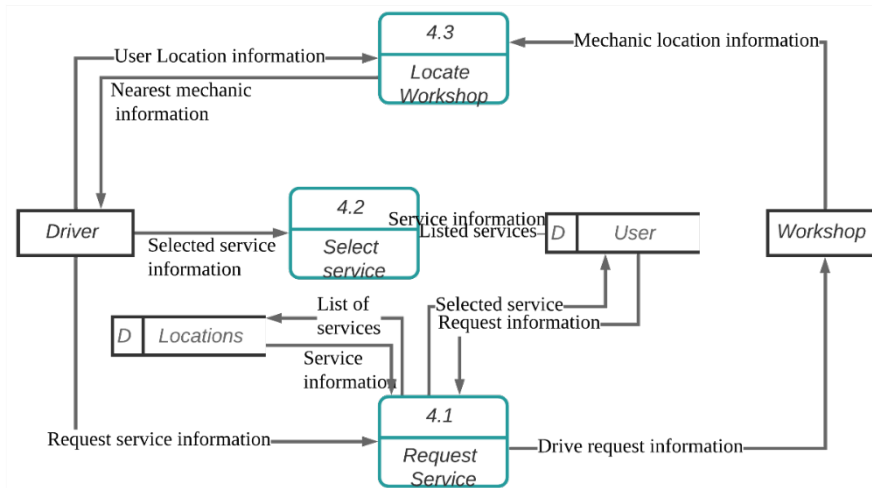 4.3
User Location information
Mechanic location information
Locate
Workshop
Nearest mechanic
information
4.2
Driver
Service information
Listed services
D
User
Workshop
Selected service
information
Select
service
List of
services
Selected service
Request information
D
Locations
Service
information
4.1
Request service information
Request
Service
Drive request information